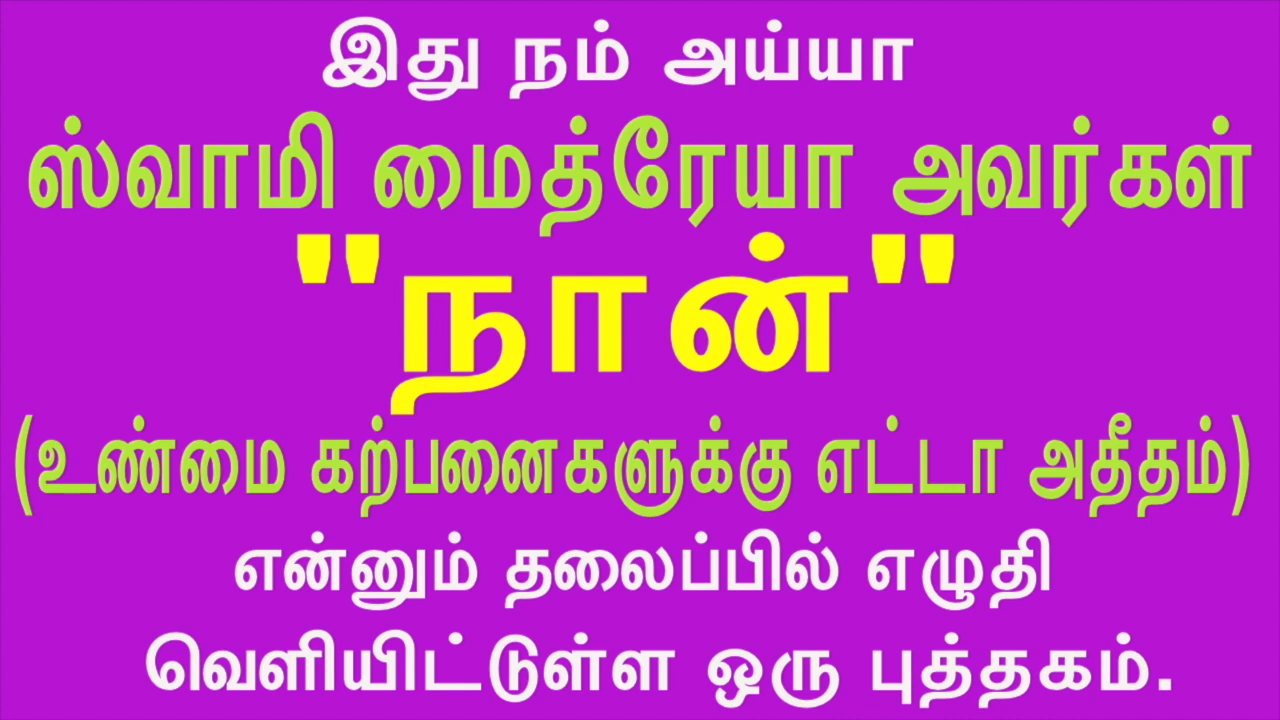 இது நம் அய்யா
ஸ்வாமி மைத்ரேயா அவர்கள்
"நான்"
(உண்மை கற்பனைகளுக்கு எட்டா அதீதம்)
என்னும் தலைப்பில் எழுதி
வெளியிட்டுள்ள ஒரு புத்தகம்.